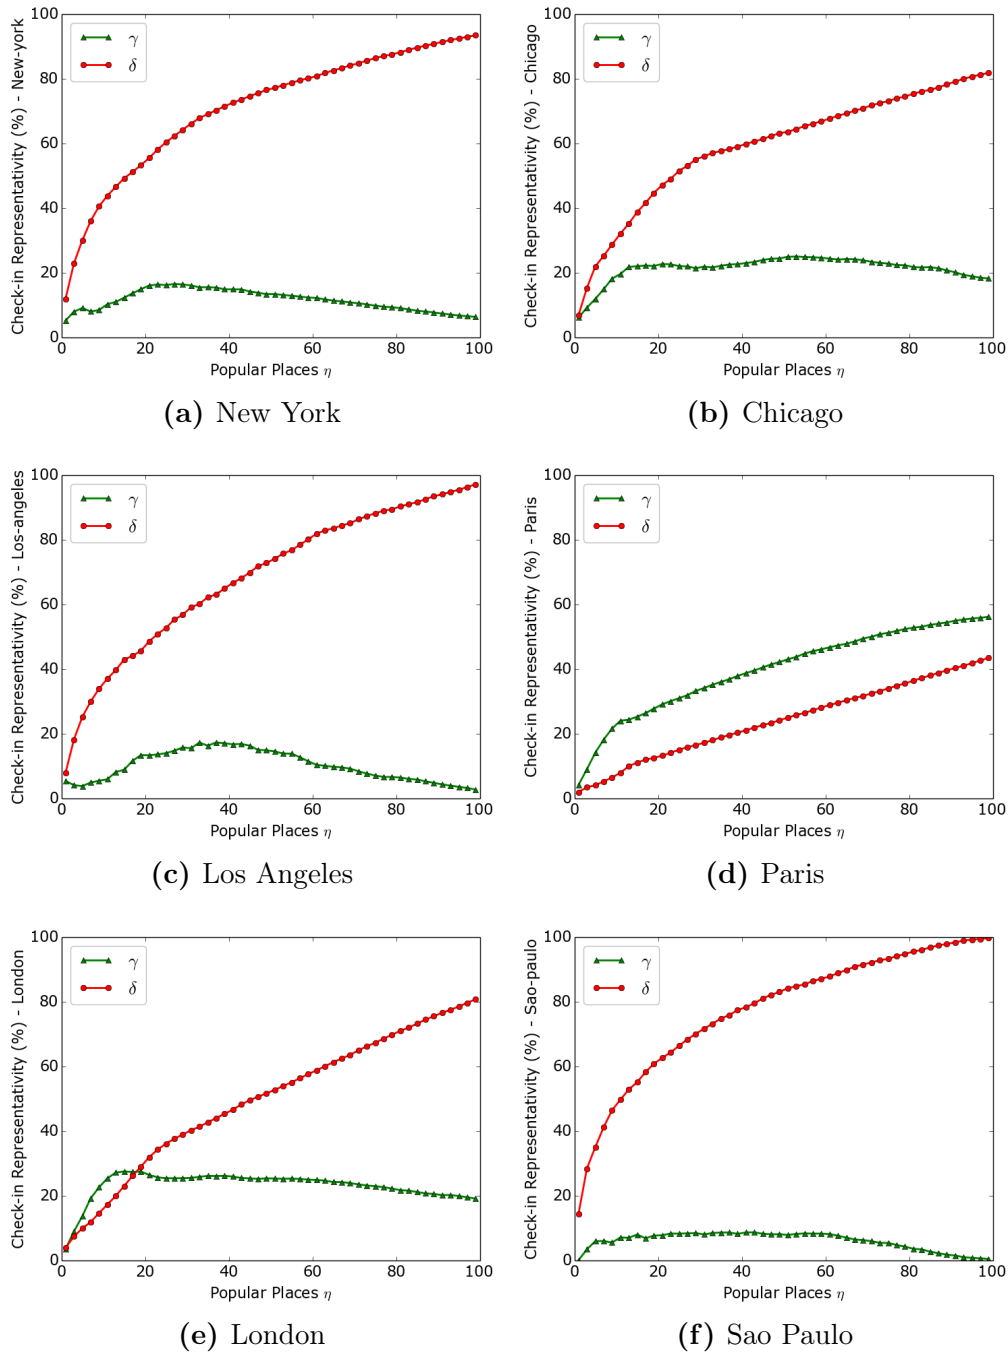 100
80
60
40
20
0
0 20 40 60 80 100
Check-in Representativity (%) - New-york
Popular Places η
γ
δ
(a) New York
100
80
60
40
20
0
0 20 40 60 80 100
Check-in Representativity (%) - Chicago
Popular Places η
γ
δ
(b) Chicago
100
80
60
40
20
0
0 20 40 60 80 100
Check-in Representativity (%) - Los-angeles
Popular Places η
γ
δ
(c) Los Angeles
100
80
60
40
20
0
0 20 40 60 80 100
Check-in Representativity (%) - Paris
Popular Places η
γ
δ
(d) Paris
100
80
60
40
20
0
0 20 40 60 80 100
Check-in Representativity (%) - London
Popular Places η
γ
δ
(e) London
100
80
60
40
20
0
0 20 40 60 80 100
Check-in Representativity (%) - Sao-paulo
Popular Places η
γ
δ
(f) Sao Paulo